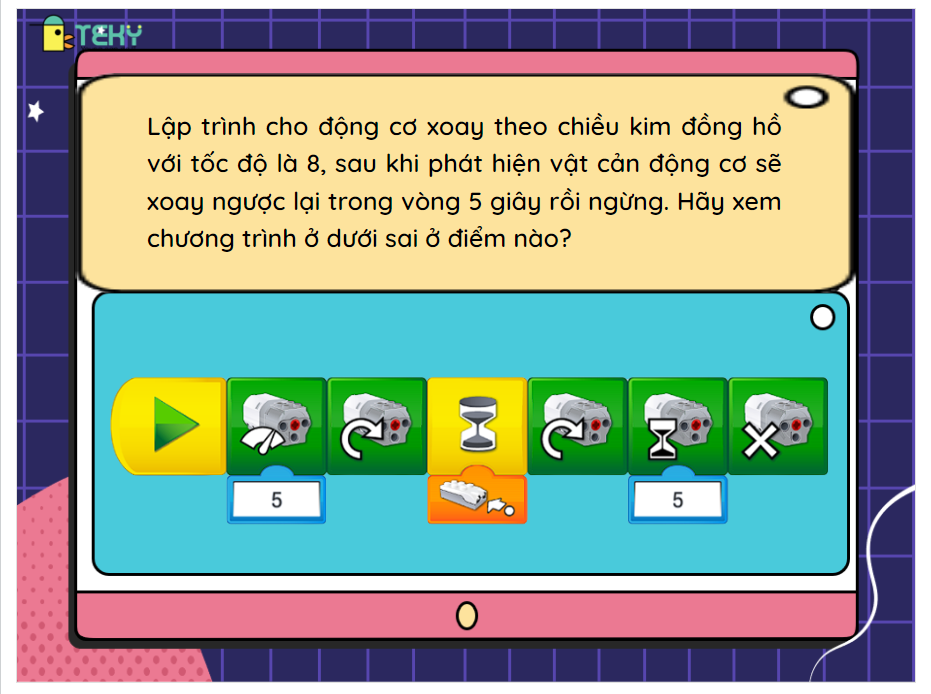 TEKY
Lập trình cho động cơ xoay theo chiều kim đồng hồ
với tốc độ là 8, sau khi phát hiện vật cản động cơ sẽ
xoay ngược lại trong vòng 5 giây rồi ngừng. Hãy xem
chương trình ở dưới sai ở điểm nào?
5
5